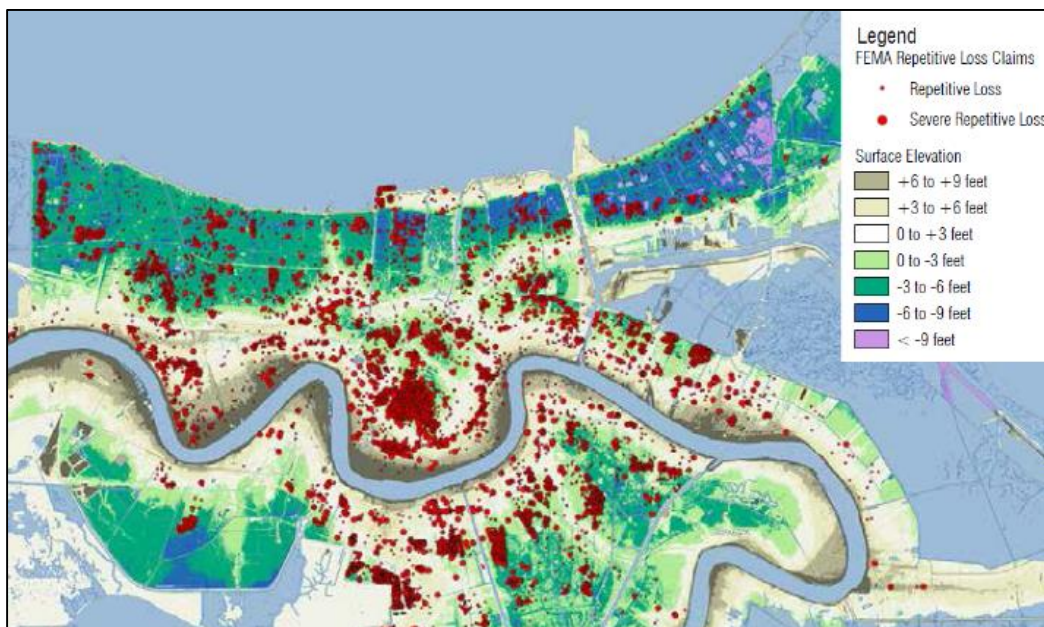 Legend
FEMA Repetitive Loss Claims
Repetitive Loss
Severe Repetitive Loss
Surface Elevation
+6 to +9 feet
+3 to +6 feet
0 to +3 feet
0 to -3 feet
-3 to -6 feet
-6 to -9 feet
< -9 feet